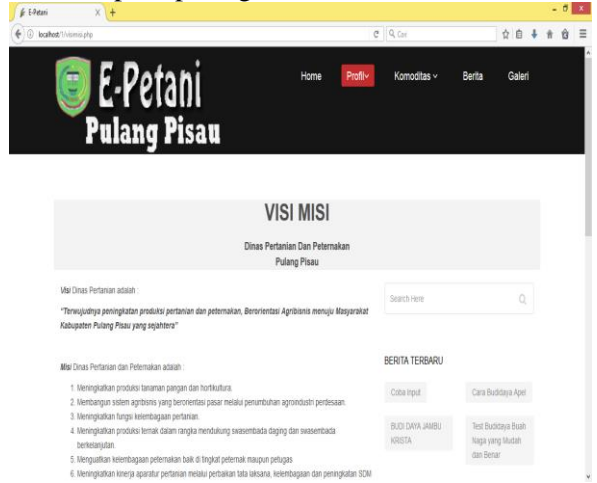 E-Petani
localhost/1/visimisi.php
Cari
E-Petani
Pulang Pisau
Home Profil Komoditas Berita Galeri
VISI MISI
Dinas Pertanian Dan Peternakan
Pulang Pisau
Visi Dinas Pertanian adalah :
"Terwujudnya peningkatan produksi pertanian dan peternakan, Berorientasi Agribisnis menuju Masyarakat
Kabupaten Pulang Pisau yang sejahtera"
Misi Dinas Pertanian dan Peternakan adalah :
1. Meningkatkan produksi tanaman pangan dan hortikultura.
2. Membangun sistem agribisnis yang berorientasi pasar melalui penumbuhan agroindustri perdesaan.
3. Meningkatkan fungsi kelembagaan pertanian.
4. Meningkatkan produksi ternak dalam rangka mendukung swasembada daging dan swasembada
berkelanjutan.
5. Menguatkan kelembagaan peternakan baik di tingkat peternak maupun petugas
6. Meningkatkan kinerja aparatur pertanian melalui perbaikan tata laksana, kelembagaan dan peningkatan SDM
Search Here
BERITA TERBARU
Coba Input
Cara Budidaya Apel
BUDI DAYA JAMBU
KRISTA
Test Budidaya Buah
Naga yang Mudah
dan Benar